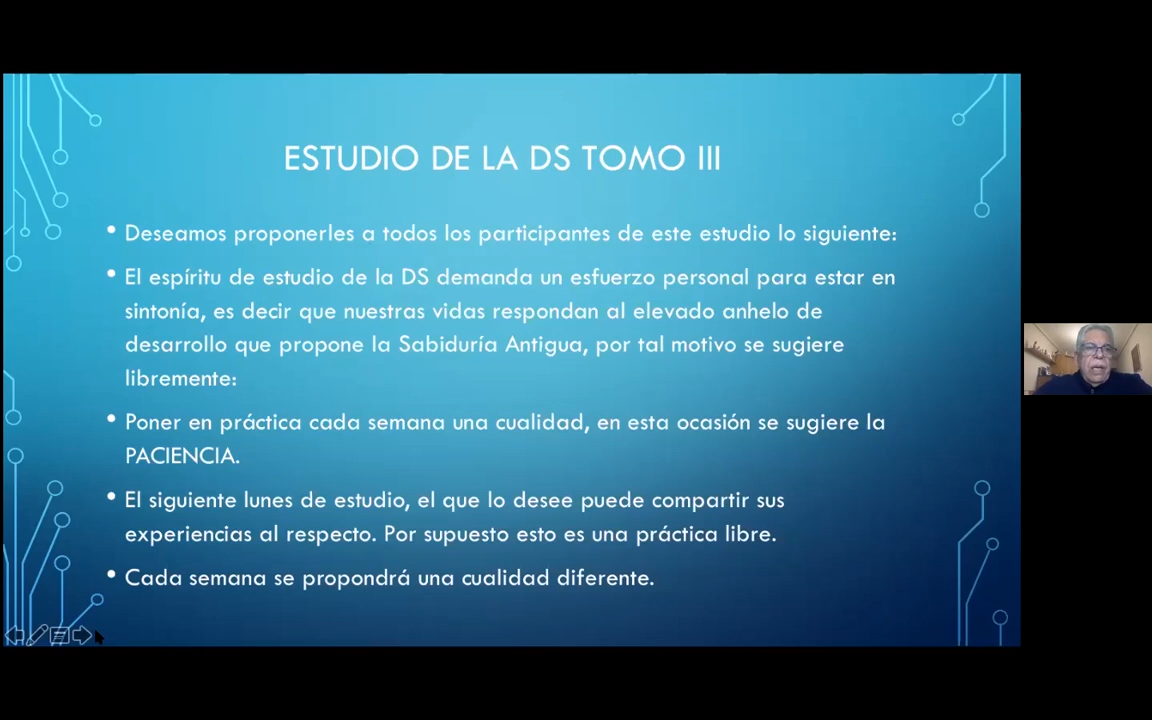 ESTUDIO DE LA DS TOMO III
• Deseamos proponerles a todos los participantes de este estudio lo siguiente:
• El espíritu de estudio de la DS demanda un esfuerzo personal para estar en
sintonía, es decir que nuestras vidas respondan al elevado anhelo de
desarrollo que propone la Sabiduría Antigua, por tal motivo se sugiere
libremente:
• Poner en práctica cada semana una cualidad, en esta ocasión se sugiere la
PACIENCIA.
• El siguiente lunes de estudio, el que lo desee puede compartir sus
experiencias al respecto. Por supuesto esto es una práctica libre.
• Cada semana se propondrá una cualidad diferente.